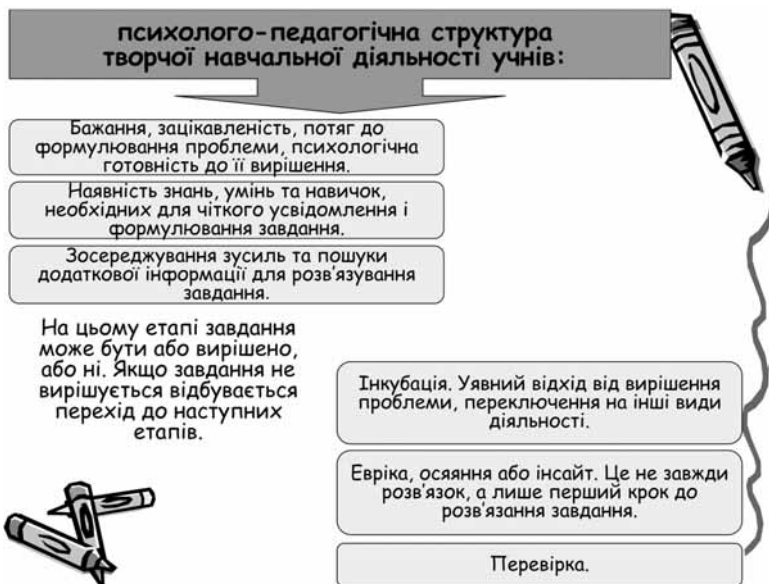 психолого-педагогічна структура
творчої навчальної діяльності учнів:
Бажання, зацікавленість, потяг до
формулювання проблеми, психологічна
готовність до її вирішення.
Наявність знань, умінь та навичок,
необхідних для чіткого усвідомлення і
формулювання завдання.
Зосереджування зусиль та пошуки
додаткової інформації для розв'язування
завдання.
На цьому етапі завдання
може бути або вирішено,
або ні. Якщо завдання не
вирішується відбувається
перехід до наступних
етапів.
Інкубація. Уявний відхід від вирішення
проблеми, переключення на інші види
діяльності.
Евріка, осяяння або інсайт. Це не завжди
розв'язок, а лише перший крок до
розв'язання завдання.
Перевірка.